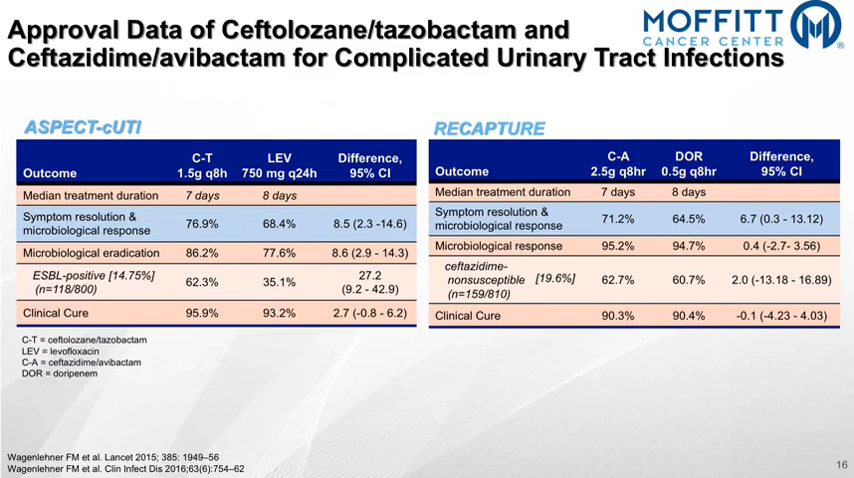 Approval Data of Ceftolozane/tazobactam and
Ceftazidime/avibactam for Complicated Urinary Tract Infections
MOFFITT
CANCER CENTER
®
ASPECT-cUTI
Outcome C-T 1.5g q8h LEV 750 mg q24h Difference, 95% CI
Median treatment duration 7 days 8 days
Symptom resolution & microbiological response 76.9% 68.4% 8.5 (2.3 -14.6)
Microbiological eradication 86.2% 77.6% 8.6 (2.9 - 14.3)
ESBL-positive [14.75%] (n=118/800) 62.3% 35.1% 27.2 (9.2 - 42.9)
Clinical Cure 95.9% 93.2% 2.7 (-0.8 - 6.2)
C-T = ceftolozane/tazobactam
LEV = levofloxacin
C-A = ceftazidime/avibactam
DOR = doripenem
RECAPTURE
Outcome C-A 2.5g q8hr DOR 0.5g q8hr Difference, 95% CI
Median treatment duration 7 days 8 days
Symptom resolution & microbiological response 71.2% 64.5% 6.7 (0.3 - 13.12)
Microbiological response 95.2% 94.7% 0.4 (-2.7- 3.56)
ceftazidime-nonsusceptible [19.6%] (n=159/810) 62.7% 60.7% 2.0 (-13.18 - 16.89)
Clinical Cure 90.3% 90.4% -0.1 (-4.23 - 4.03)
Wagenlehner FM et al. Lancet 2015; 385: 1949–56
Wagenlehner FM et al. Clin Infect Dis 2016;63(6):754–62
16